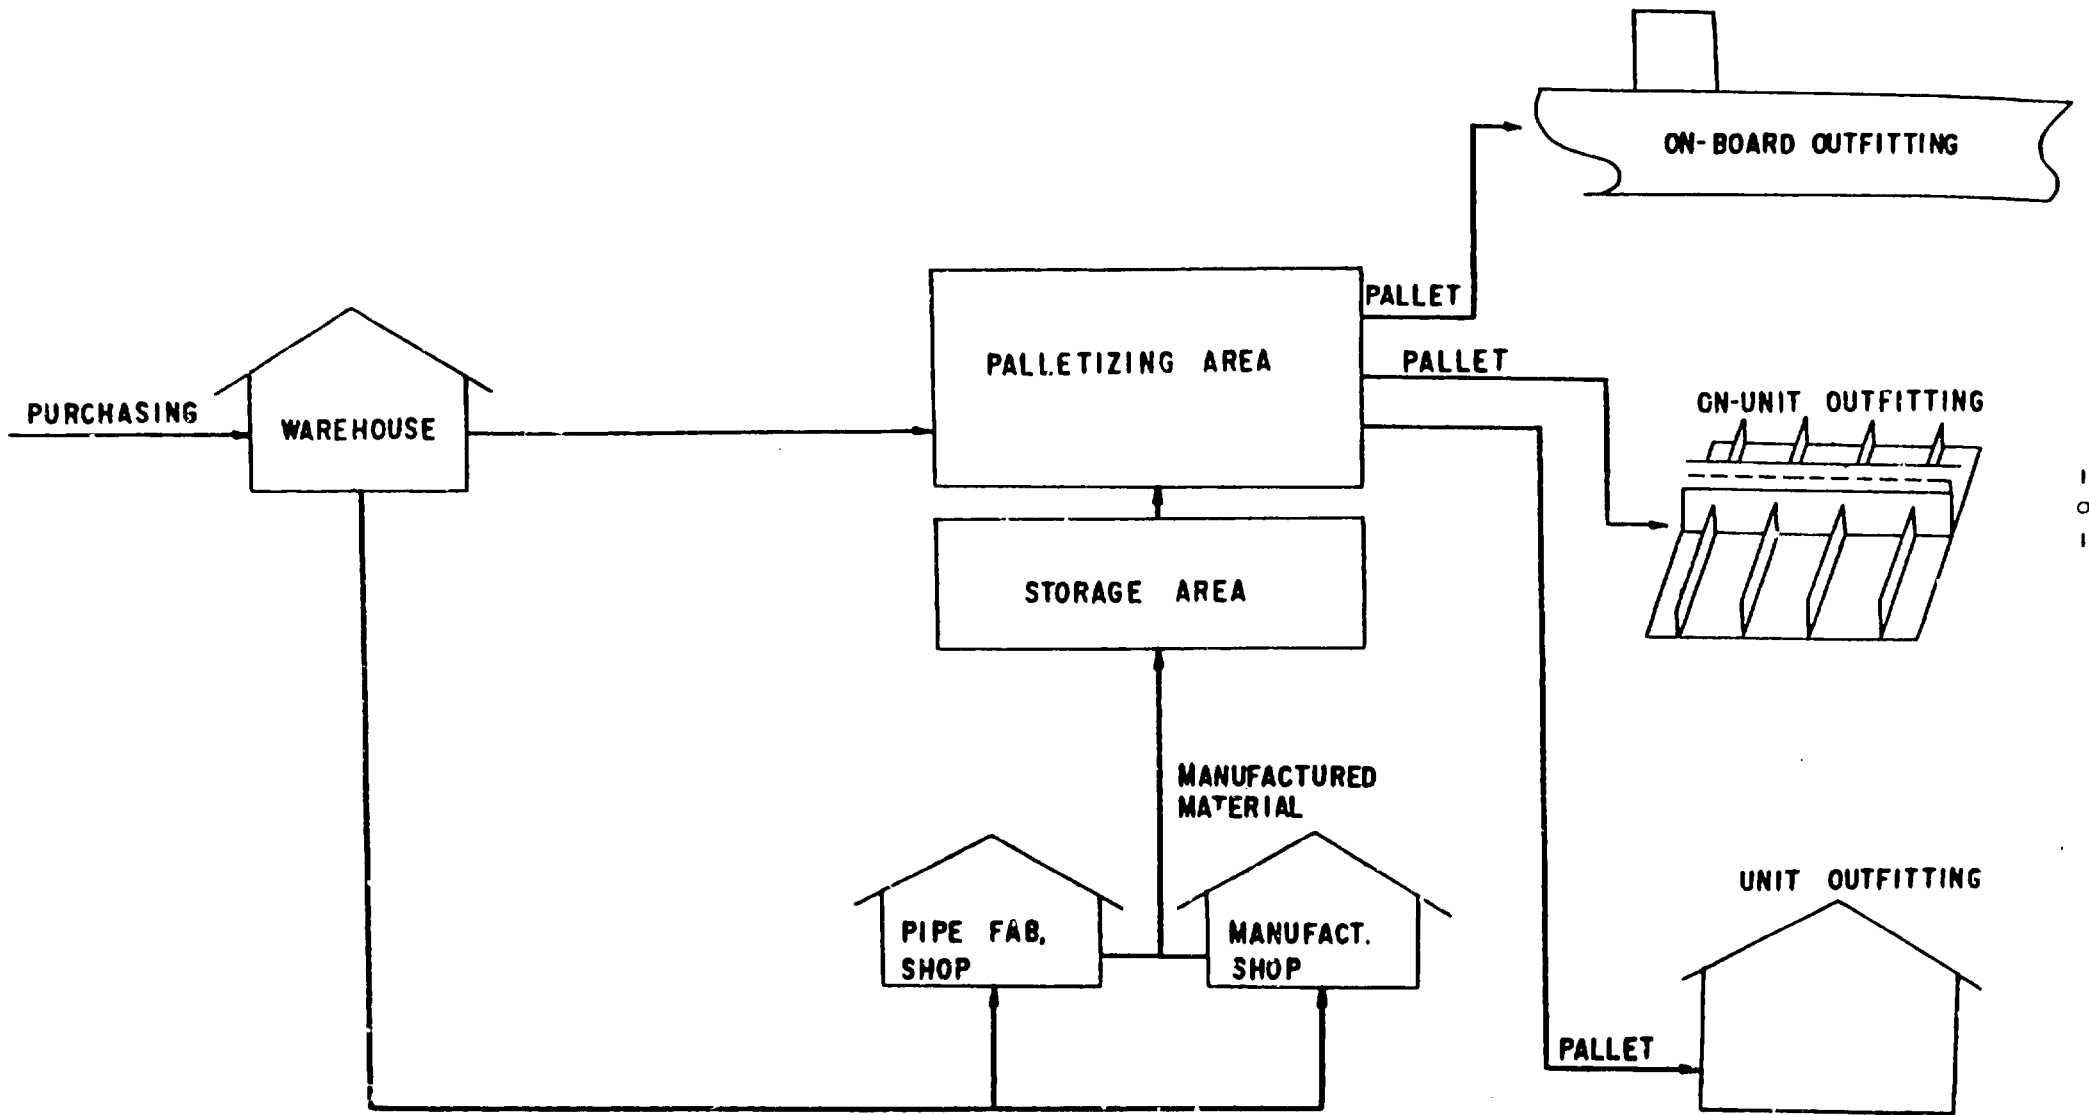 ON-BOARD OUTFITTING
PALLET
PALLETIZING AREA
PALLET
ON-UNIT OUTFITTING
PURCHASING
WAREHOUSE
STORAGE AREA
MANUFACTURED
MATERIAL
UNIT OUTFITTING
PIPE FAB,
SHOP
MANUFACT.
SHOP
PALLET